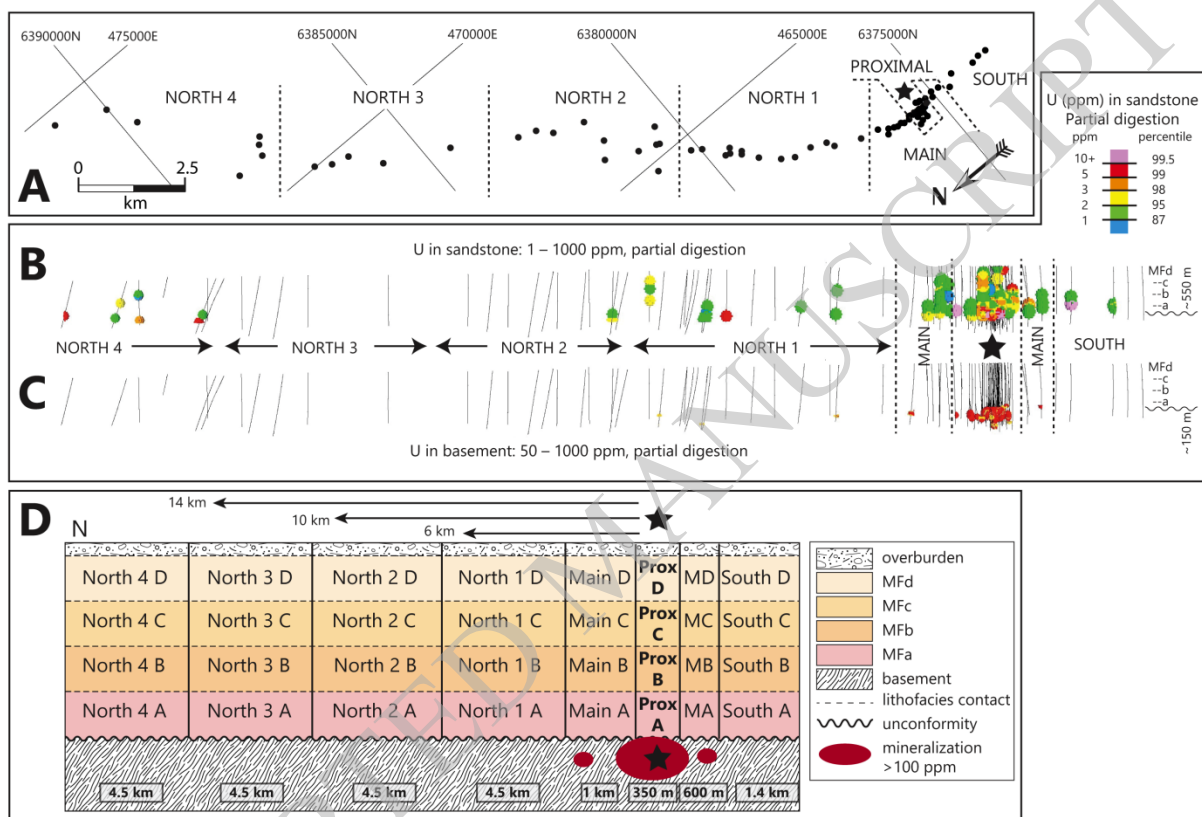 6390000N 475000E 6385000N 470000E 6380000N 465000E 6375000N
PROXIMAL
SOUTH
NORTH 4 NORTH 3 NORTH 2 NORTH 1
MAIN
0 2.5
km
A
N
U (ppm) in sandstone
Partial digestion
ppm percentile
10+ 99.5
5 99
3 98
2 95
1 87
B
U in sandstone: 1 – 1000 ppm, partial digestion
MFd
--c
--b
--a
~550 m
NORTH 4 NORTH 3 NORTH 2 NORTH 1 MAIN MAIN SOUTH
C
MFd
--c
--b
--a
~150 m
U in basement: 50 – 1000 ppm, partial digestion
D
N
14 km
10 km
6 km
North 4 D North 3 D North 2 D North 1 D Main D Prox D MD South D
North 4 C North 3 C North 2 C North 1 C Main C Prox C MC South C
North 4 B North 3 B North 2 B North 1 B Main B Prox B MB South B
North 4 A North 3 A North 2 A North 1 A Main A Prox A MA South A
4.5 km 4.5 km 4.5 km 4.5 km 1 km 350 m 600 m 1.4 km
overburden
MFd
MFc
MFb
MFa
basement
lithofacies contact
unconformity
mineralization
>100 ppm
TED MANUSCRIPT